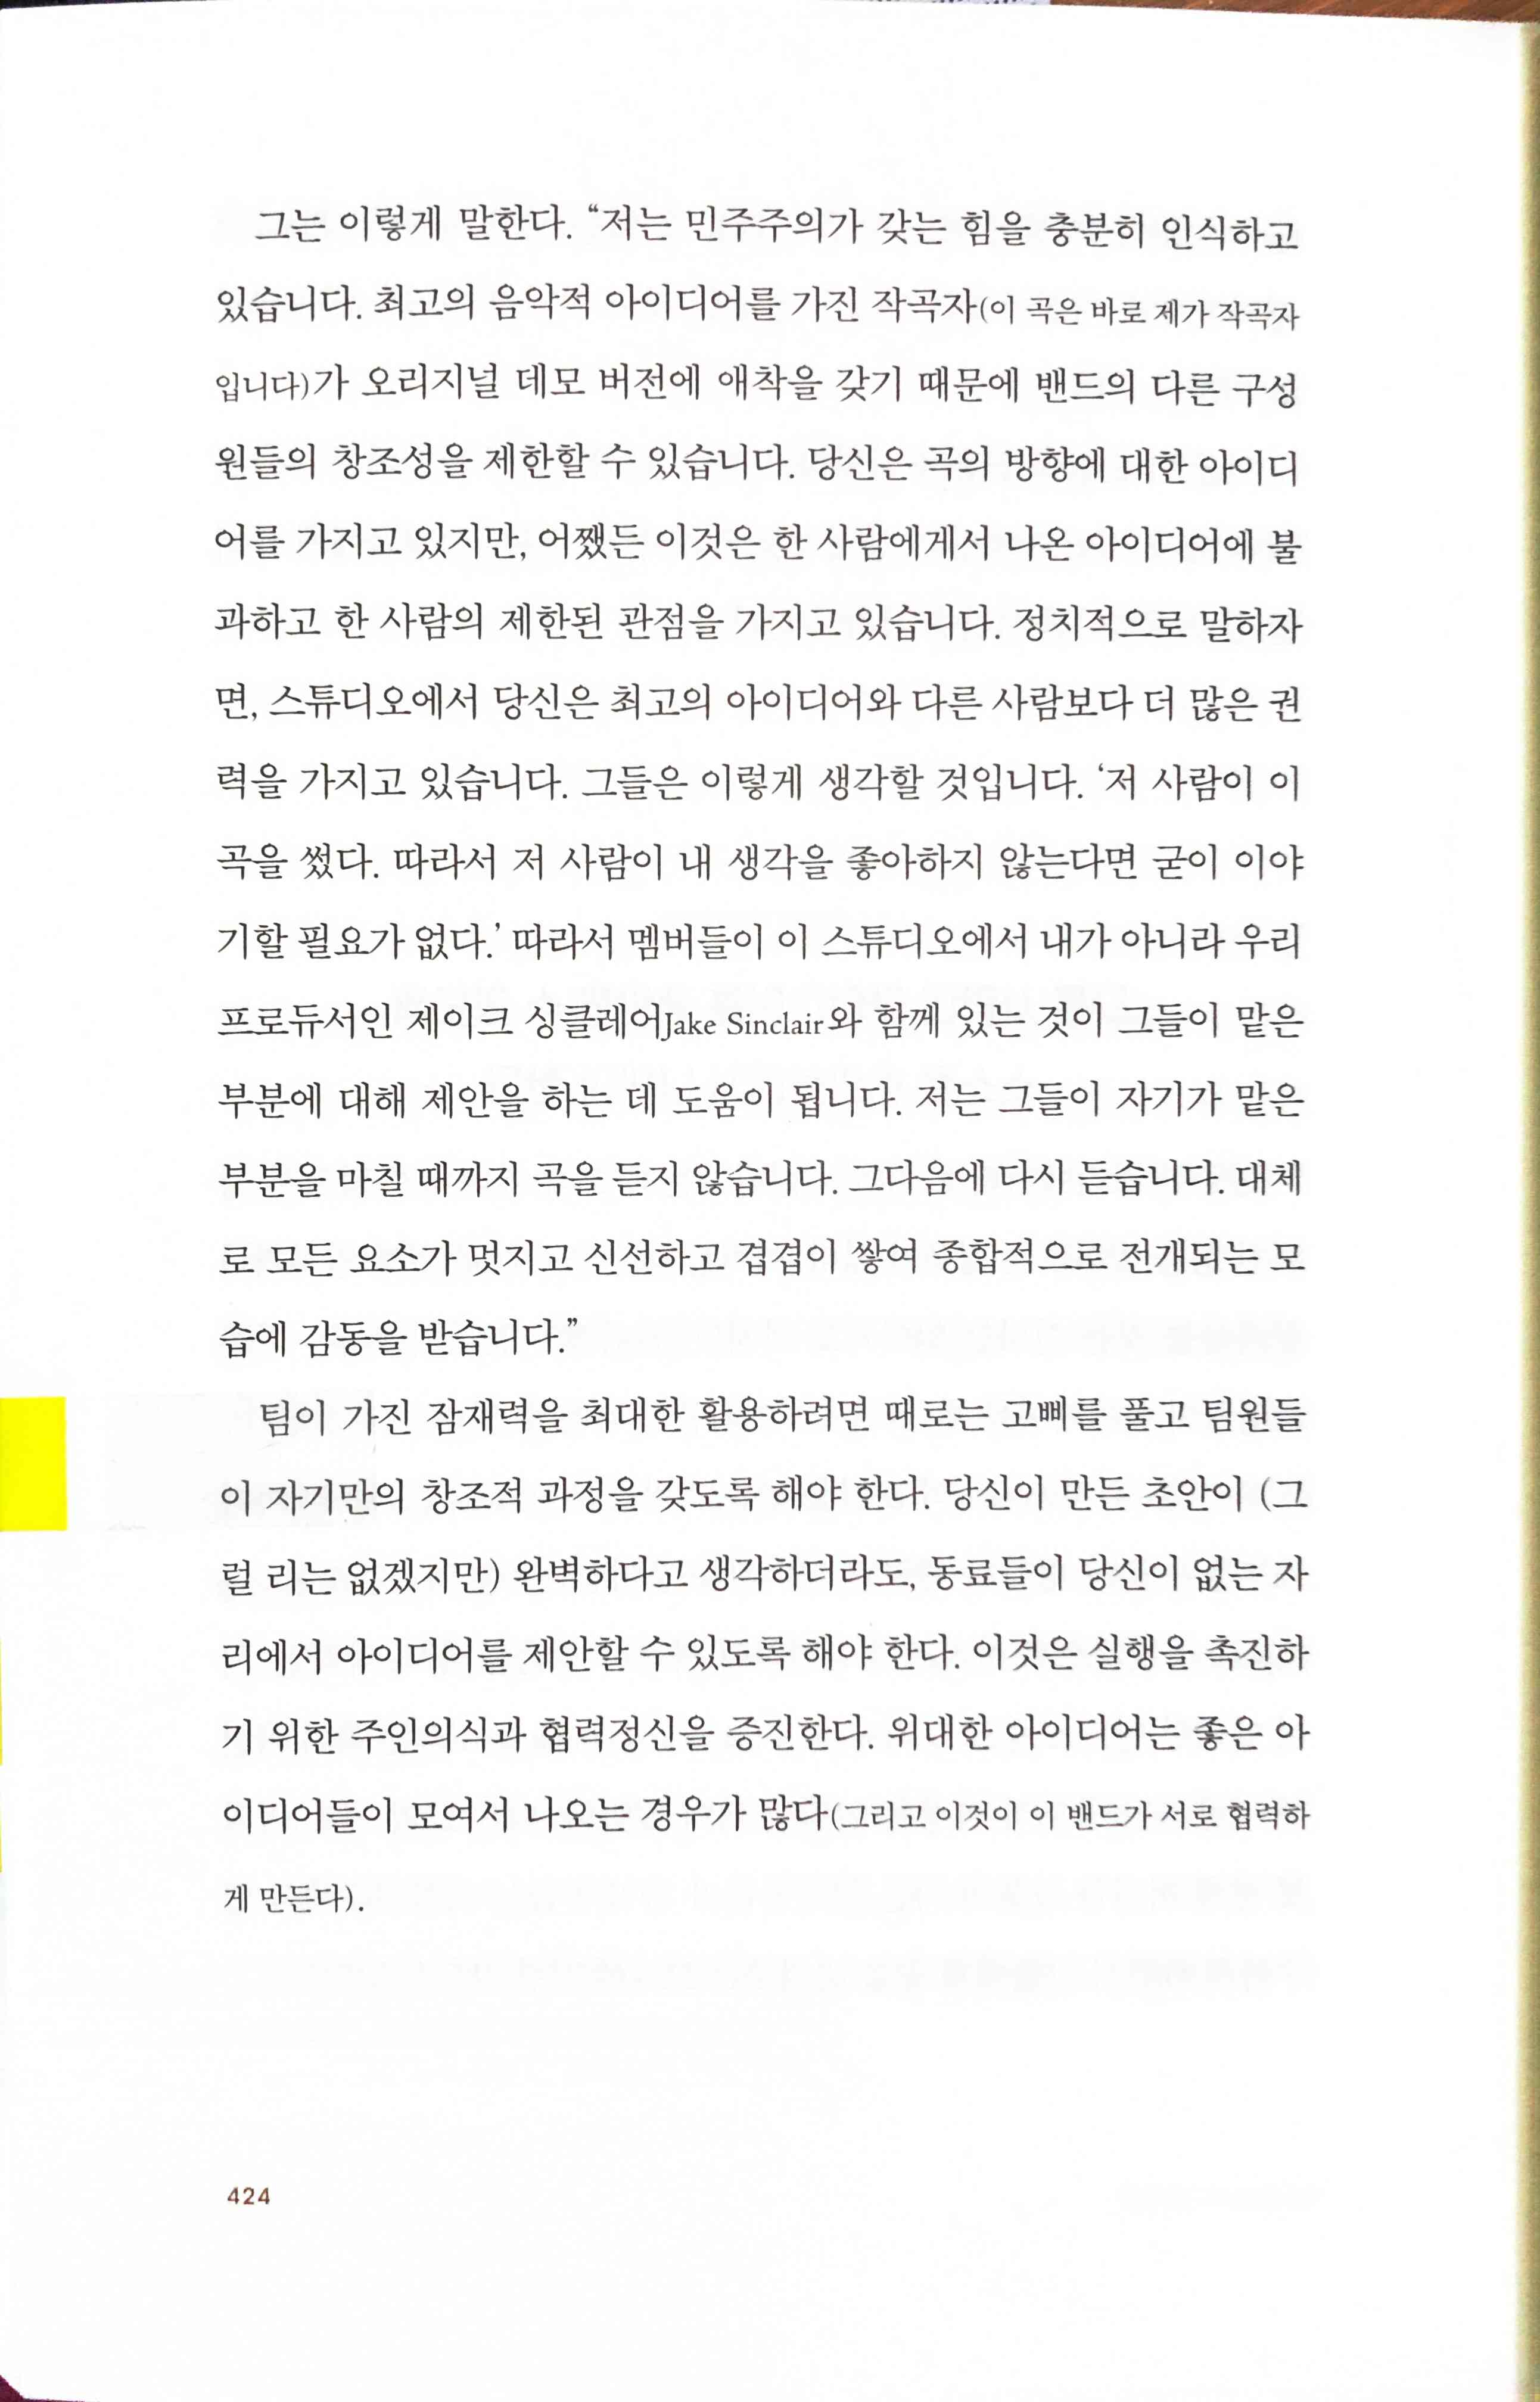 그는 이렇게 말한다. “저는 민주주의가 갖는 힘을 충분히 인식하고
있습니다. 최고의 음악적 아이디어를 가진 작곡자(이 곡은 바로 제가 작곡자
입니다)가 오리지널 데모 버전에 애착을 갖기 때문에 밴드의 다른 구성
원들의 창조성을 제한할 수 있습니다. 당신은 곡의 방향에 대한 아이디
어를 가지고 있지만, 어쨌든 이것은 한 사람에게서 나온 아이디어에 불
과하고 한 사람의 제한된 관점을 가지고 있습니다. 정치적으로 말하자
면, 스튜디오에서 당신은 최고의 아이디어와 다른 사람보다 더 많은 권
력을 가지고 있습니다. 그들은 이렇게 생각할 것입니다. ‘저 사람이 이
곡을 썼다. 따라서 저 사람이 내 생각을 좋아하지 않는다면 굳이 이야
기할 필요가 없다.’ 따라서 멤버들이 이 스튜디오에서 내가 아니라 우리
프로듀서인 제이크 싱클레어Jake Sinclair와 함께 있는 것이 그들이 맡은
부분에 대해 제안을 하는 데 도움이 됩니다. 저는 그들이 자기가 맡은
부분을 마칠 때까지 곡을 듣지 않습니다. 그다음에 다시 듣습니다. 대체
로 모든 요소가 멋지고 신선하고 겹겹이 쌓여 종합적으로 전개되는 모
습에 감동을 받습니다.”
팀이 가진 잠재력을 최대한 활용하려면 때로는 고삐를 풀고 팀원들
이 자기만의 창조적 과정을 갖도록 해야 한다. 당신이 만든 초안이 (그
럴 리는 없겠지만) 완벽하다고 생각하더라도, 동료들이 당신이 없는 자
리에서 아이디어를 제안할 수 있도록 해야 한다. 이것은 실행을 촉진하
기 위한 주인의식과 협력정신을 증진한다. 위대한 아이디어는 좋은 아
이디어들이 모여서 나오는 경우가 많다(그리고 이것이 이 밴드가 서로 협력하
게 만든다).
424